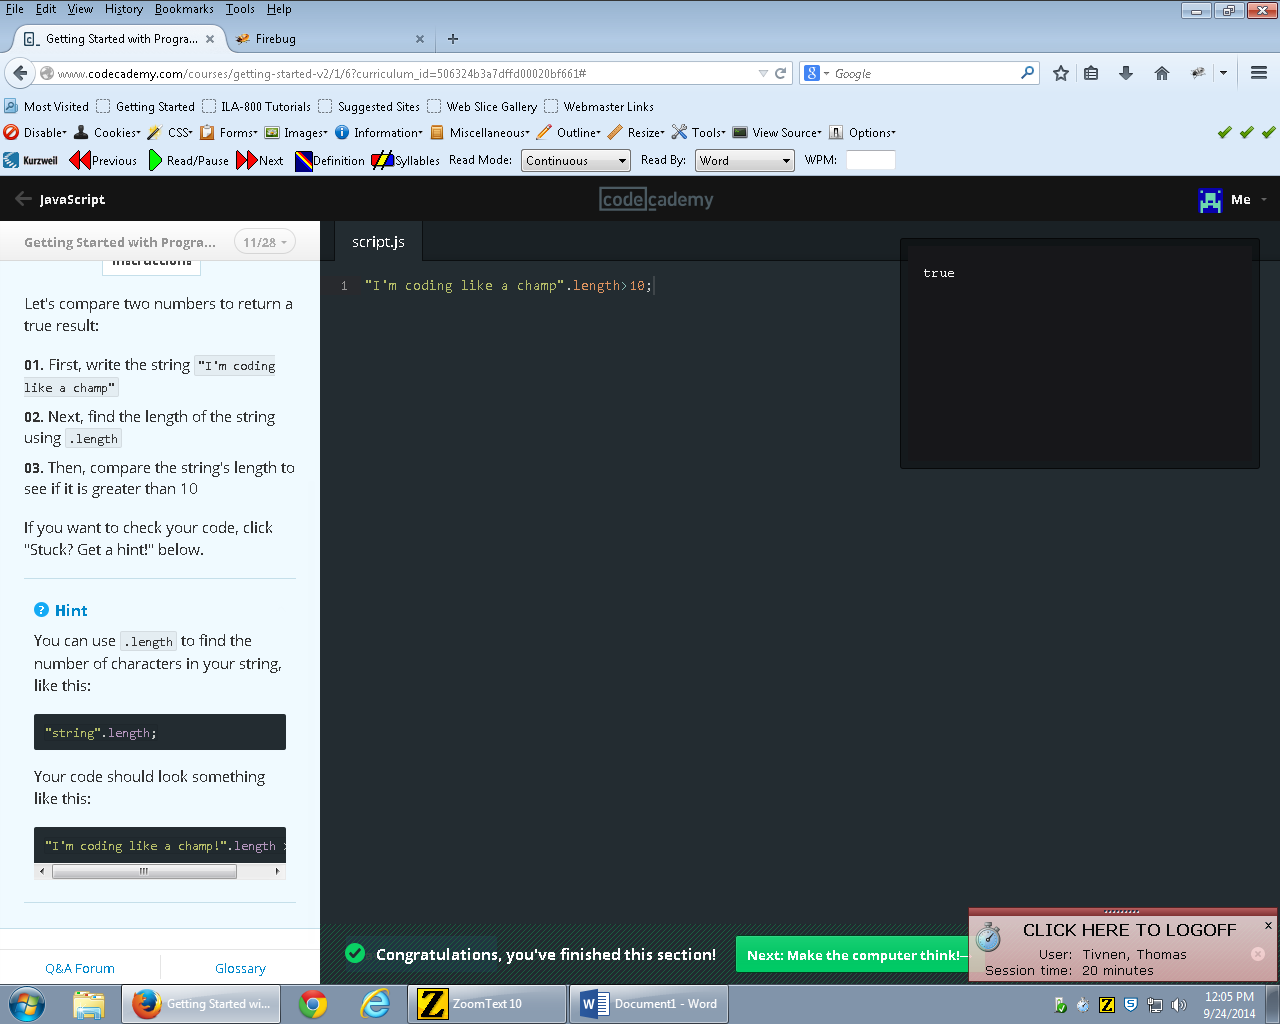 File Edit View History Bookmarks Tools Help
Getting Started with Progra... × Firebug × +
www.codecademy.com/courses/getting-started-v2/1/6?curriculum_id=506324b3a7dffd00020bf661# Google
Most Visited Getting Started ILA-800 Tutorials Suggested Sites Web Slice Gallery Webmaster Links
Disable Cookies CSS Forms Images Information Miscellaneous Outline Resize Tools View Source Options
Kurzweil Previous Read/Pause Next Definition Syllables Read Mode: Continuous Read By: Word WPM:
JavaScript codecademy Me
Getting Started with Progra... 11/28
script.js
Instructions
Let's compare two numbers to return a
true result:
01. First, write the string "I'm coding
like a champ"
02. Next, find the length of the string
using .length
03. Then, compare the string's length to
see if it is greater than 10
If you want to check your code, click
"Stuck? Get a hint!" below.
? Hint
You can use .length to find the
number of characters in your string,
like this:
"string".length;
Your code should look something
like this:
"I'm coding like a champ!".length >
Q&A Forum Glossary
1 "I'm coding like a champ".length>10;
true
Congratulations, you've finished this section! Next: Make the computer think!
CLICK HERE TO LOGOFF x
User: Tivnen, Thomas
Session time: 20 minutes
Getting Started wi... ZoomText 10 Document1 - Word
12:05 PM
9/24/2014